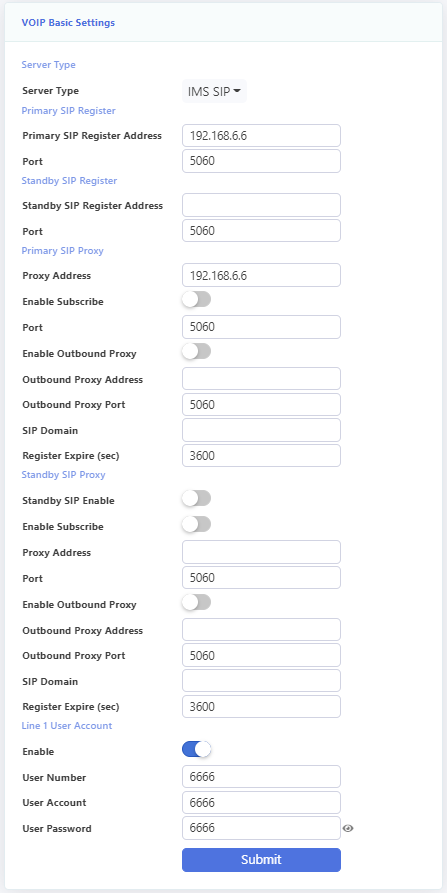 VOIP Basic Settings
Server Type
Server Type IMS SIP
Primary SIP Register
Primary SIP Register Address 192.168.6.6
Port 5060
Standby SIP Register
Standby SIP Register Address
Port 5060
Primary SIP Proxy
Proxy Address 192.168.6.6
Enable Subscribe
Port 5060
Enable Outbound Proxy
Outbound Proxy Address
Outbound Proxy Port 5060
SIP Domain
Register Expire (sec) 3600
Standby SIP Proxy
Standby SIP Enable
Enable Subscribe
Proxy Address
Port 5060
Enable Outbound Proxy
Outbound Proxy Address
Outbound Proxy Port 5060
SIP Domain
Register Expire (sec) 3600
Line 1 User Account
Enable
User Number 6666
User Account 6666
User Password 6666
Submit